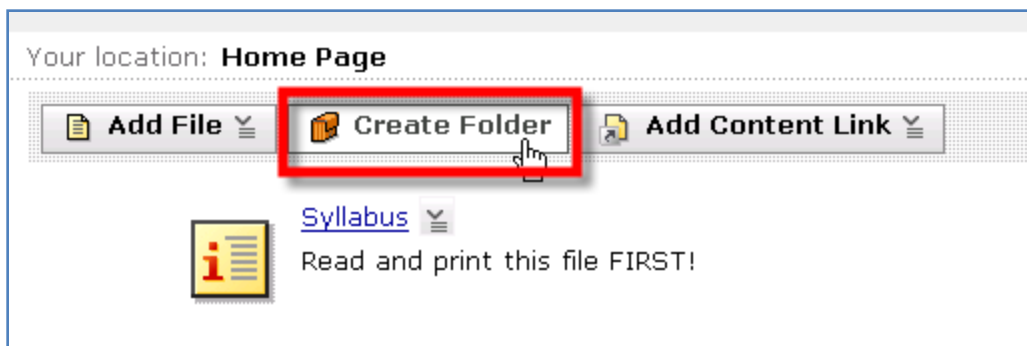 Your location: Home Page
Add File Create Folder Add Content Link
Syllabus
Read and print this file FIRST!